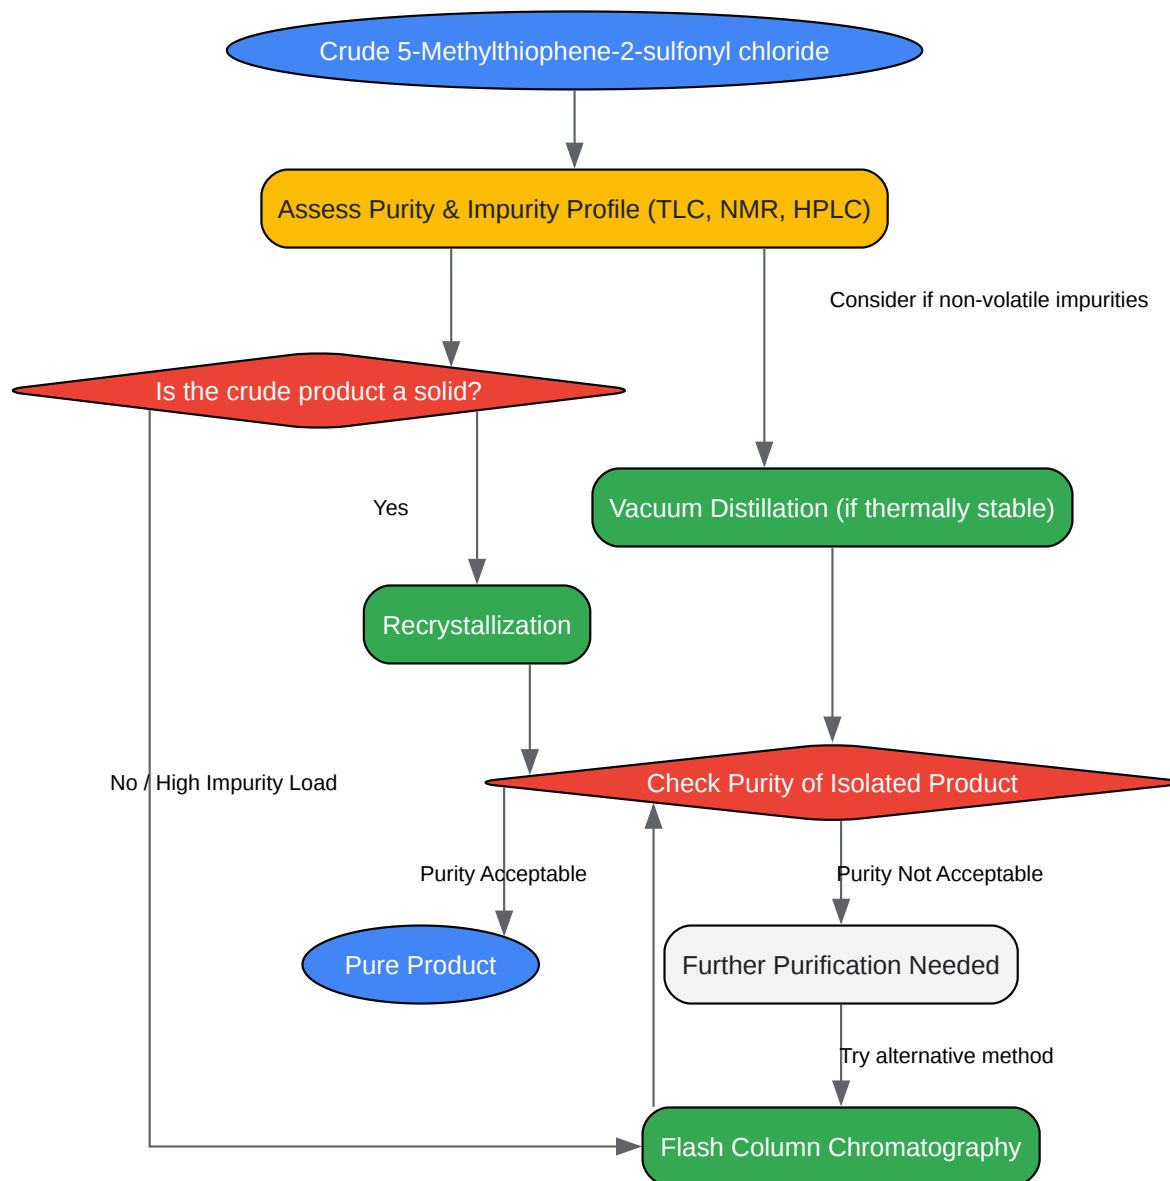 Crude 5-Methylthiophene-2-sulfonyl chloride
Assess Purity & Impurity Profile (TLC, NMR, HPLC)
Consider if non-volatile impurities
Is the crude product a solid?
Yes
Vacuum Distillation (if thermally stable)
Recrystallization
No / High Impurity Load
Check Purity of Isolated Product
Purity Acceptable
Purity Not Acceptable
Pure Product
Further Purification Needed
Try alternative method
Flash Column Chromatography